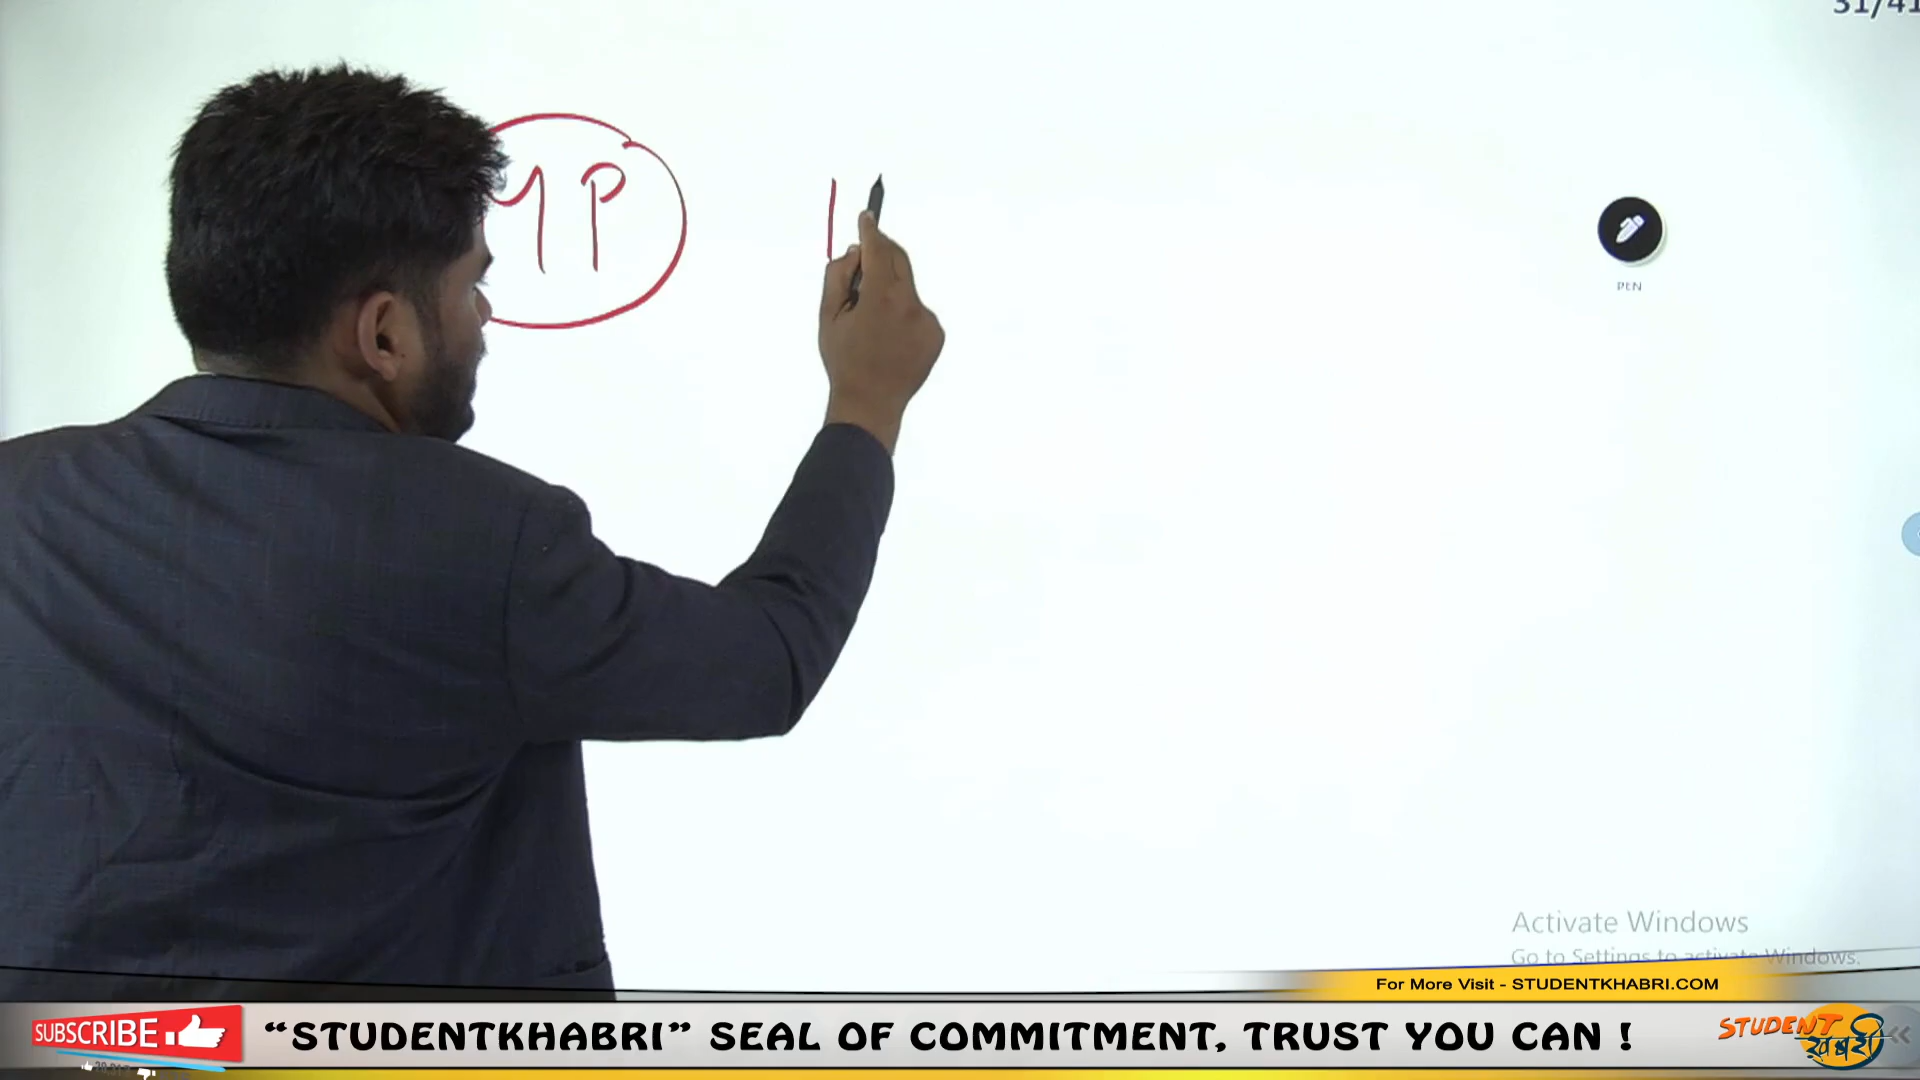 31/41
MP
PEN
Activate Windows
Go to Settings to activate Windows.
For More Visit - STUDENTKHABRI.COM
SUBSCRIBE
“STUDENTKHABRI” SEAL OF COMMITMENT, TRUST YOU CAN !
STUDENT
खबरी